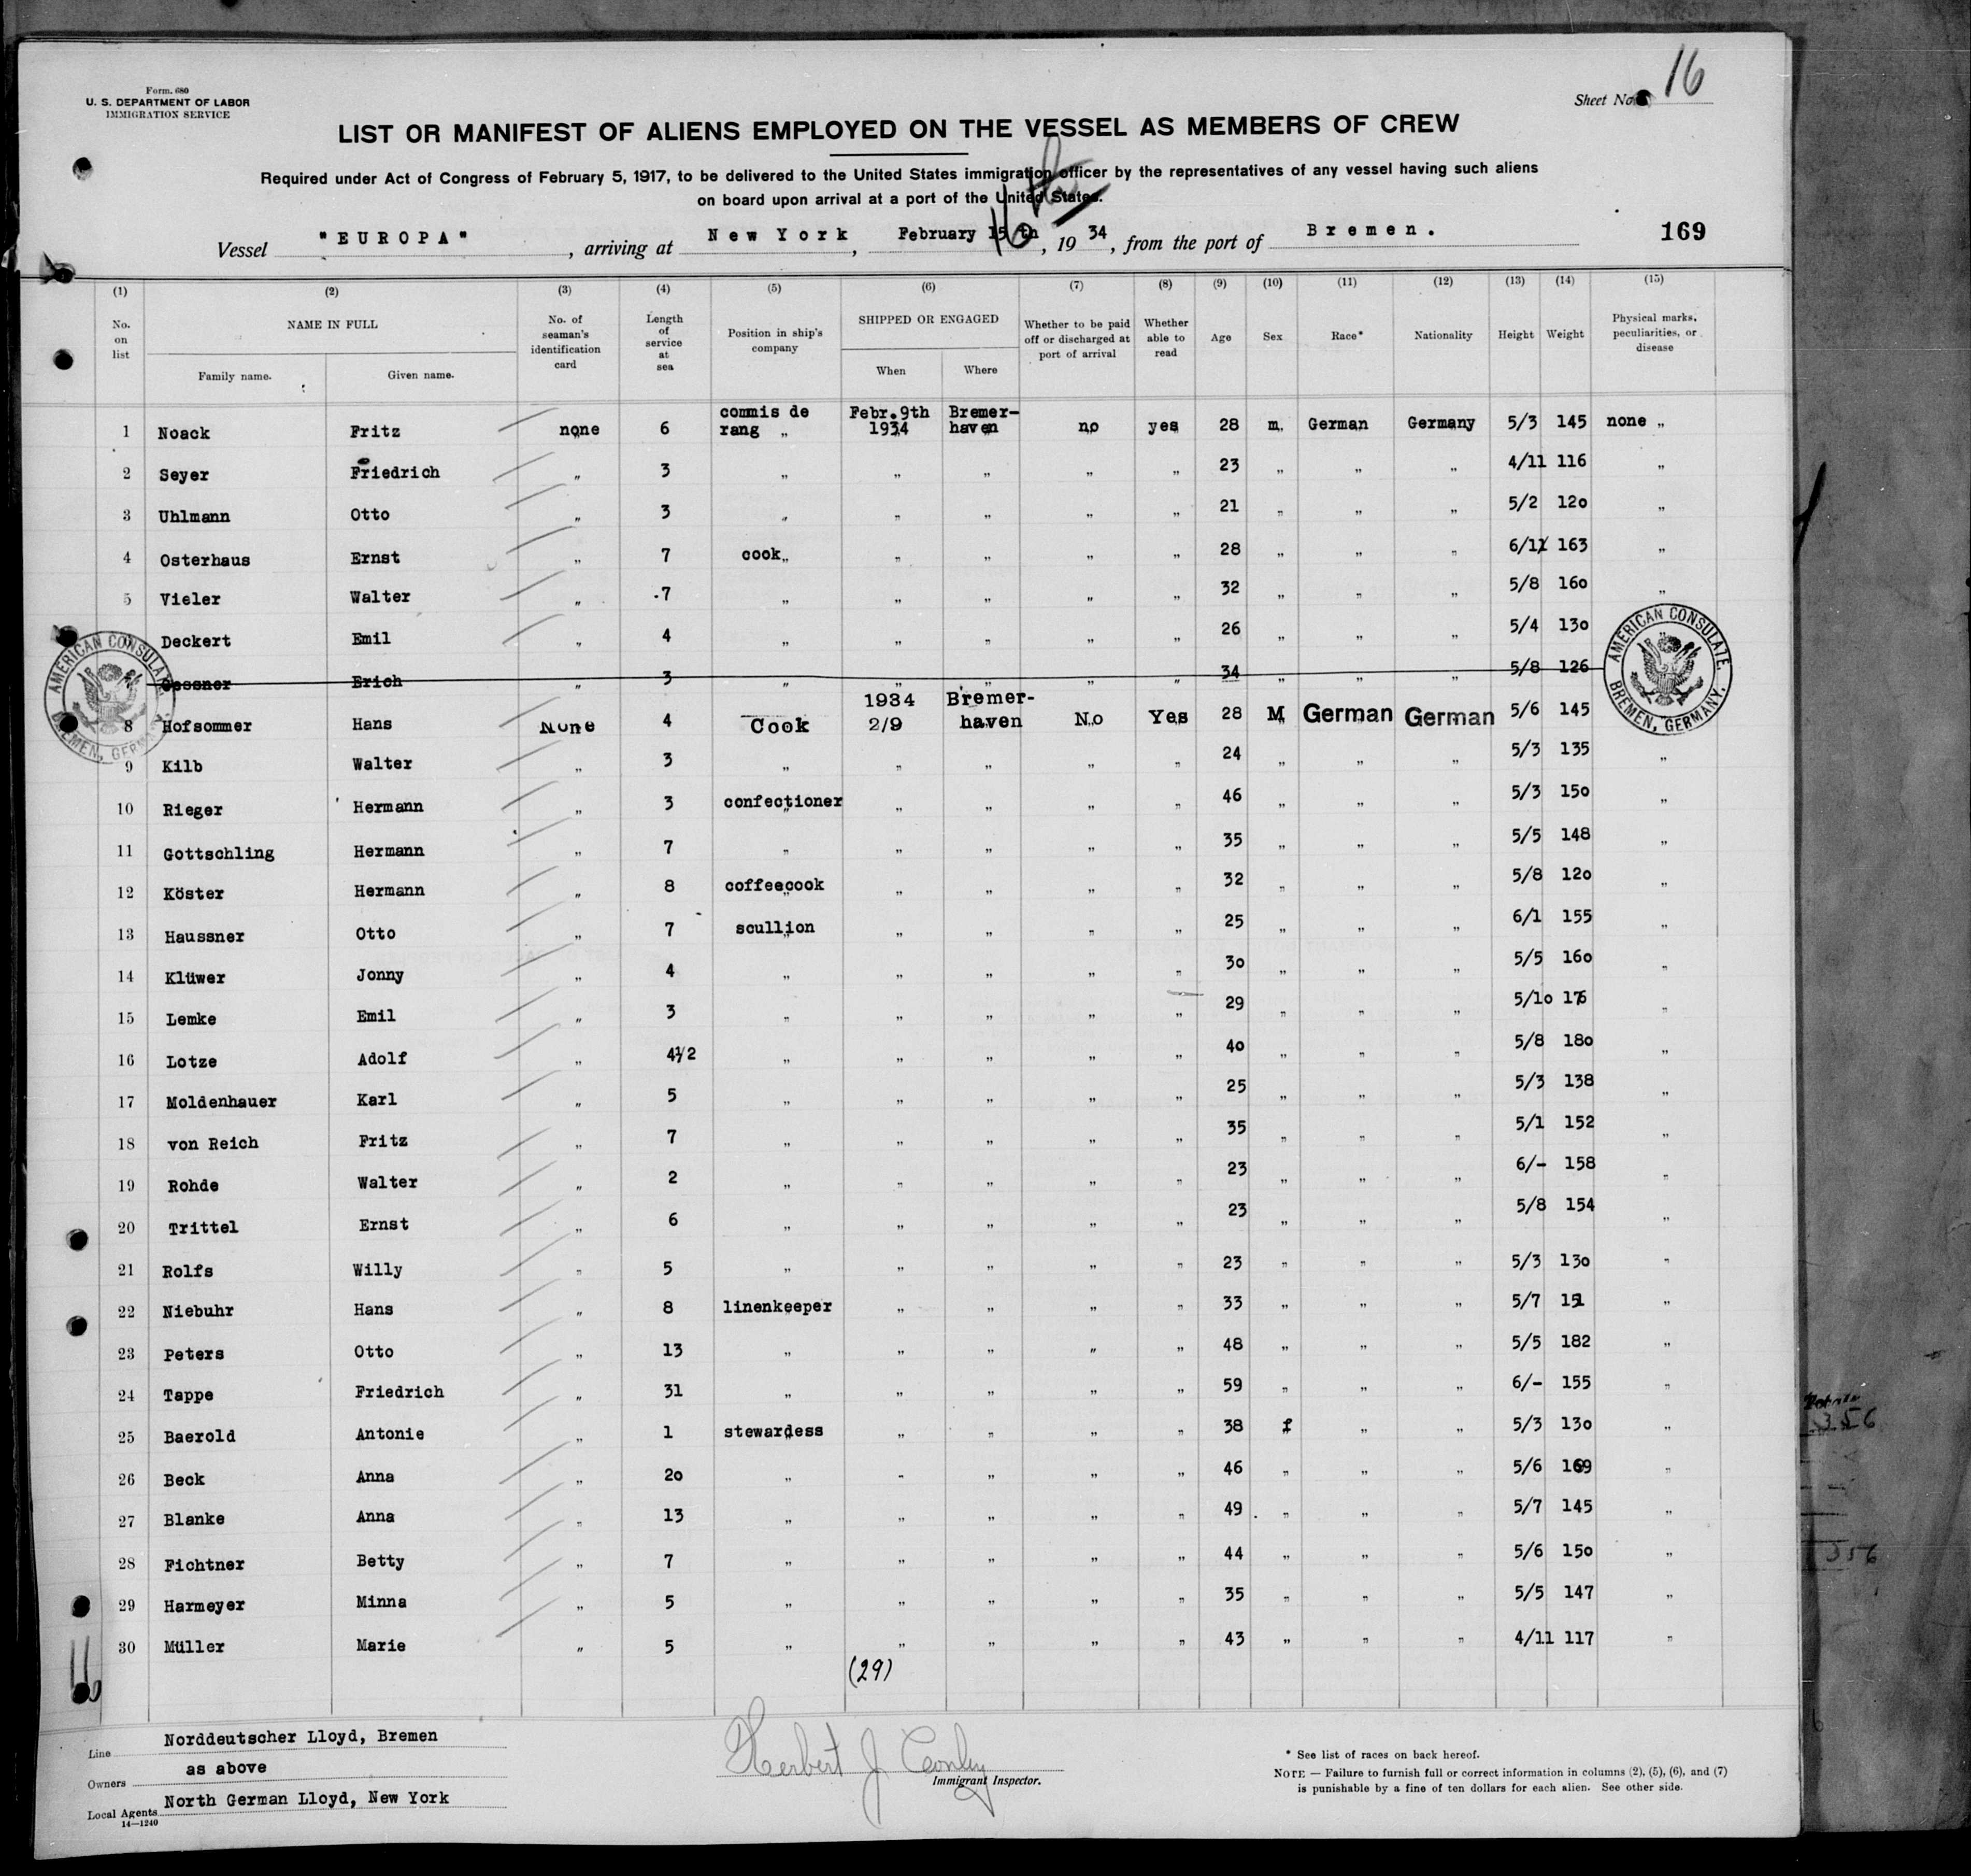 Form. 680
U. S. DEPARTMENT OF LABOR
IMMIGRATION SERVICE
Sheet No. 16
LIST OR MANIFEST OF ALIENS EMPLOYED ON THE VESSEL AS MEMBERS OF CREW
Required under Act of Congress of February 5, 1917, to be delivered to the United States immigration officer by the representatives of any vessel having such aliens
on board upon arrival at a port of the United States.
16th
Vessel "EUROPA" , arriving at New York , February 15th , 1934 , from the port of Bremen. 169
(1) (2) (3) (4) (5) (6) (7) (8) (9) (10) (11) (12) (13) (14) (15)
No. on list NAME IN FULL Family name. Given name. No. of seaman's identification card Length of service at sea Position in ship's company SHIPPED OR ENGAGED When Where Whether to be paid off or discharged at port of arrival Whether able to read Age Sex Race* Nationality Height Weight Physical marks, peculiarities, or disease
1 Noack Fritz none 6 commis de rang „ Febr. 9th 1934 Bremer-haven no yes 28 m. German Germany 5/3 145 none „
2 Seyer Friedrich „ 3 „ „ „ „ „ 23 „ „ „ 4/11 116 „
3 Uhlmann Otto „ 3 „ „ „ „ „ 21 „ „ „ 5/2 120 „
4 Osterhaus Ernst „ 7 cook„ „ „ „ „ 28 „ „ „ 6/11 163 „
5 Vieler Walter „ 7 „ „ „ „ „ 32 „ „ „ 5/8 160 „
Deckert Emil „ 4 „ „ „ „ „ 26 „ „ „ 5/4 130
Erich „ 3 „ „ „ „ „ 34 „ „ „ 5/8 126
8 Hofsommer Hans None 4 Cook 1934 2/9 Bremer-haven No Yes 28 M German German 5/6 145
9 Kilb Walter „ 3 „ „ „ „ „ 24 „ „ „ 5/3 135 „
10 Rieger Hermann „ 3 confectioner „ „ „ „ 46 „ „ „ 5/3 150 „
11 Gottschling Hermann „ 7 „ „ „ „ „ 35 „ „ „ 5/5 148 „
12 Köster Hermann „ 8 coffeecook „ „ „ „ 32 „ „ „ 5/8 120 „
13 Haussner Otto „ 7 scullion „ „ „ „ 25 „ „ „ 6/1 155 „
14 Klüwer Jonny „ 4 „ „ „ „ „ 30 „ „ „ 5/5 160 „
15 Lemke Emil „ 3 „ „ „ „ „ 29 „ „ „ 5/10 176 „
16 Lotze Adolf „ 4½ „ „ „ „ „ 40 „ „ „ 5/8 180 „
17 Moldenhauer Karl „ 5 „ „ „ „ „ 25 „ „ „ 5/3 138 „
18 von Reich Fritz „ 7 „ „ „ „ „ 35 „ „ „ 5/1 152 „
19 Rohde Walter „ 2 „ „ „ „ „ 23 „ „ „ 6/- 158 „
20 Trittel Ernst „ 6 „ „ „ „ „ 23 „ „ „ 5/8 154 „
21 Rolfs Willy „ 5 „ „ „ „ „ 23 „ „ „ 5/3 130 „
22 Niebuhr Hans „ 8 linenkeeper „ „ „ „ 33 „ „ „ 5/7 151 „
23 Peters Otto „ 13 „ „ „ „ „ 48 „ „ „ 5/5 182 „
24 Tappe Friedrich „ 31 „ „ „ „ „ 59 „ „ „ 6/- 155 „
25 Baerold Antonie „ 1 stewardess „ „ „ „ 38 f „ „ 5/3 130 „
26 Beck Anna „ 20 „ „ „ „ „ 46 „ „ „ 5/6 169 „
27 Blanke Anna „ 13 „ „ „ „ „ 49 „ „ „ 5/7 145 „
28 Fichtner Betty „ 7 „ „ „ „ „ 44 „ „ „ 5/6 150 „
29 Harmeyer Minna „ 5 „ „ „ „ „ 35 „ „ „ 5/5 147 „
30 Müller Marie „ 5 „ „ „ „ „ 43 „ „ „ 4/11 117 „
(29)
AMERICAN CONSULATE
BREMEN, GERMANY.
AMERICAN CONSULATE.
BREMEN, GERMANY.
16
356
356
Line Norddeutscher Lloyd, Bremen
Owners as above
Local Agents North German Lloyd, New York
14—1240
Herbert J Conley
Immigrant Inspector.
* See list of races on back hereof.
NOTE — Failure to furnish full or correct information in columns (2), (5), (6), and (7)
is punishable by a fine of ten dollars for each alien. See other side.